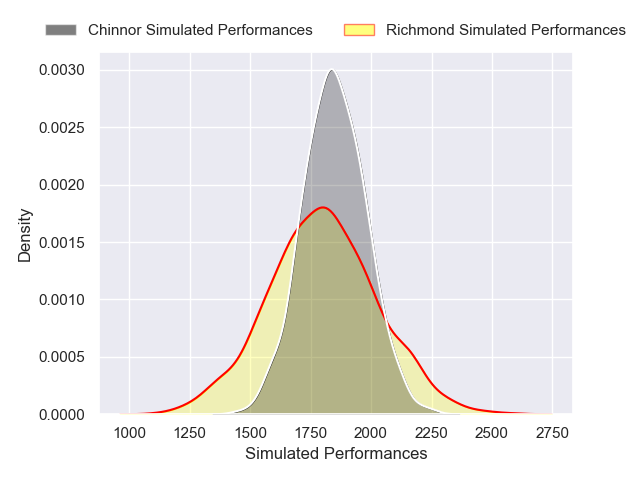 Chinnor Simulated Performances Richmond Simulated Performances
0.0030
0.0025
0.0020
0.0015
0.0010
0.0005
0.0000
Density
1000 1250 1500 1750 2000 2250 2500 2750
Simulated Performances